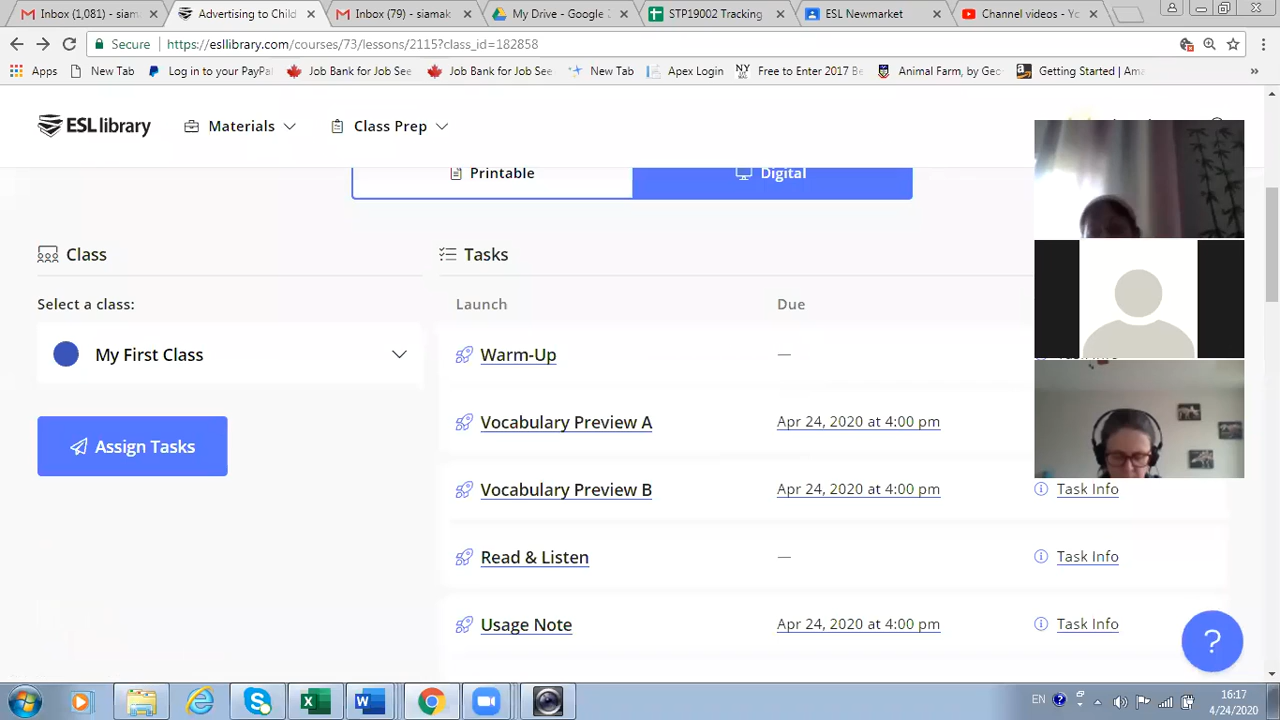 Inbox (1,081) - siam
Advertising to Child
Inbox (79) - siamak
My Drive - Google
STP19002 Tracking
ESL Newmarket
Channel videos - Yo
Secure
https://esllibrary.com/courses/73/lessons/2115?class_id=182858
Apps
New Tab
Log in to your PayPa
Job Bank for Job See
Job Bank for Job See
New Tab
Apex Login
Free to Enter 2017 Be
Animal Farm, by Geo
Getting Started | Ama
»
ESL library
Materials
Class Prep
Printable
Digital
Class
Tasks
Select a class:
Launch
Due
My First Class
Warm-Up
—
Assign Tasks
Vocabulary Preview A
Apr 24, 2020 at 4:00 pm
Vocabulary Preview B
Apr 24, 2020 at 4:00 pm
Task Info
Read & Listen
—
Task Info
Usage Note
Apr 24, 2020 at 4:00 pm
Task Info
?
EN
16:17
4/24/2020